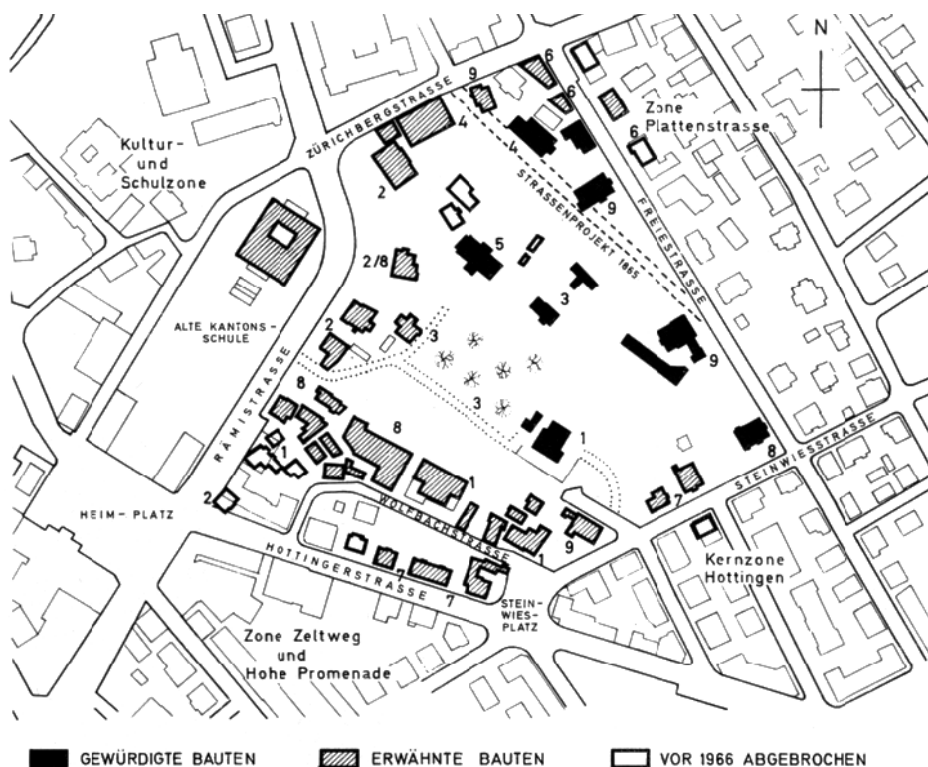 N
ZÜRICHBERGSTRASSE
9
6
6
Zone
Plattenstrasse
6
4
4
Kultur-
und
Schulzone
2
STRASSENPROJEKT 1865
9
FREIESTRASSE
5
2/8
3
ALTE KANTONS-
SCHULE
2
3
9
RÄMISTRASSE
3
8
8
1
1
1
8
STEINWIESSTRASSE
7
2
HEIM-PLATZ
WOLFBACHSTRASSE
1
9
HOTTINGERSTRASSE
7
7
STEIN-
WIES-
PLATZ
Kernzone
Hottingen
Zone Zeltweg
und
Hohe Promenade
GEWÜRDIGTE BAUTEN
ERWÄHNTE BAUTEN
VOR 1966 ABGEBROCHEN